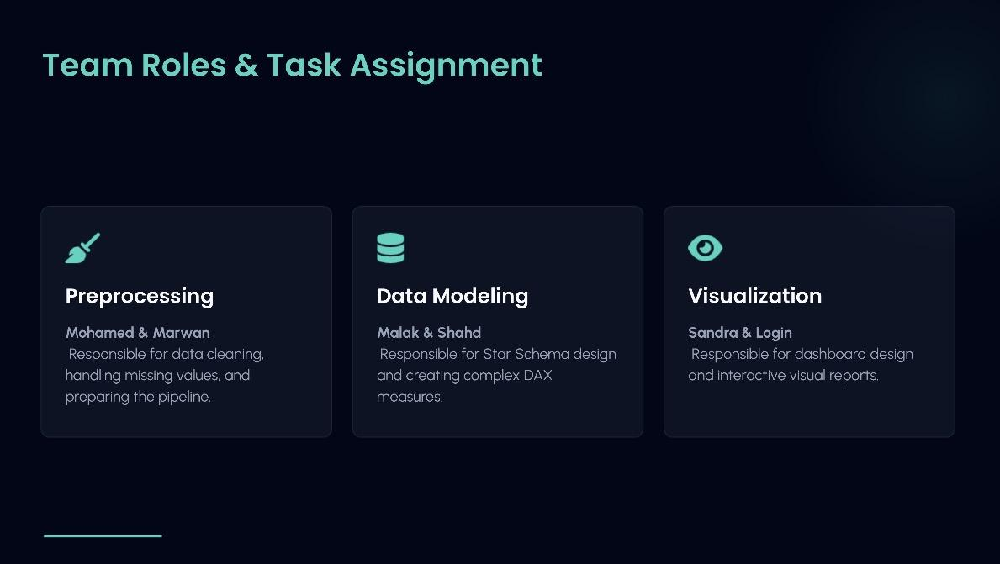 Team Roles & Task Assignment
Preprocessing
Mohamed & Marwan
Responsible for data cleaning,
handling missing values, and
preparing the pipeline.
Data Modeling
Malak & Shahd
Responsible for Star Schema design
and creating complex DAX
measures.
Visualization
Sandra & Login
Responsible for dashboard design
and interactive visual reports.